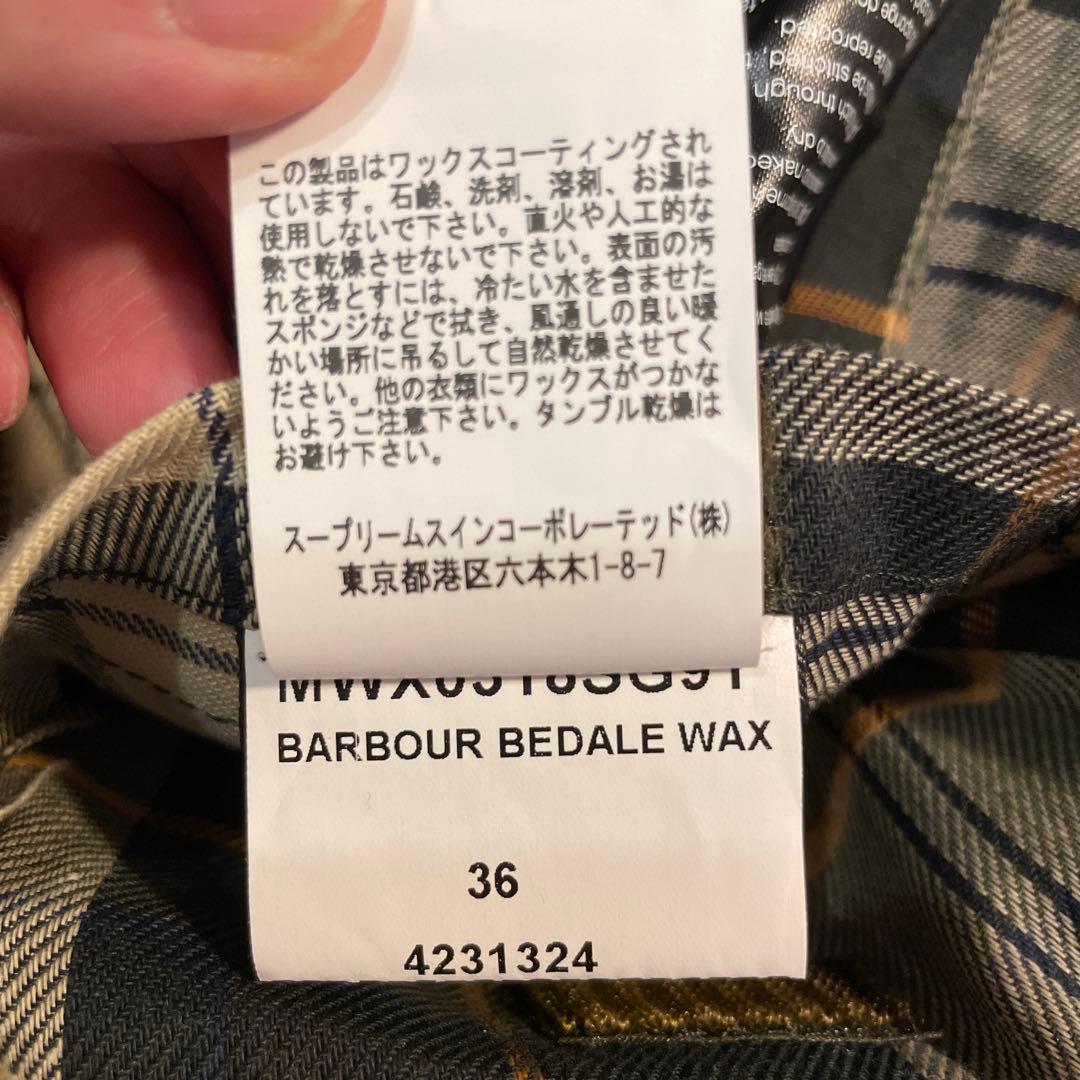 この製品はワックスコーティングされ
ています。石鹸、洗剤、溶剤、お湯は
使用しないで下さい。直火や人工的な
熱で乾燥させないで下さい。表面の汚
れを落とすには、冷たい水を含ませた
スポンジなどで拭き、風通しの良い暖
かい場所に吊るして自然乾燥させてく
ださい。他の衣類にワックスがつかな
いようご注意下さい。タンブル乾燥は
お避け下さい。
スープリームスインコーポレーテッド(株)
東京都港区六本木1-8-7
MWX0318SG91
BARBOUR BEDALE WAX
36
4231324
be reproofed.
be stitched
through
dry
naked